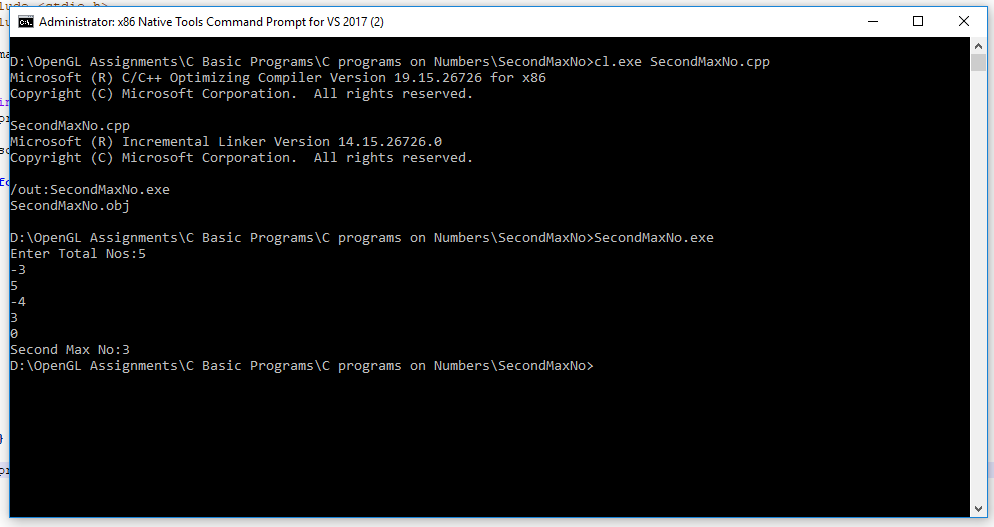 Administrator: x86 Native Tools Command Prompt for VS 2017 (2)
D:\OpenGL Assignments\C Basic Programs\C programs on Numbers\SecondMaxNo>cl.exe SecondMaxNo.cpp
Microsoft (R) C/C++ Optimizing Compiler Version 19.15.26726 for x86
Copyright (C) Microsoft Corporation.  All rights reserved.
SecondMaxNo.cpp
Microsoft (R) Incremental Linker Version 14.15.26726.0
Copyright (C) Microsoft Corporation.  All rights reserved.
/out:SecondMaxNo.exe
SecondMaxNo.obj
D:\OpenGL Assignments\C Basic Programs\C programs on Numbers\SecondMaxNo>SecondMaxNo.exe
Enter Total Nos:5
-3
5
-4
3
0
Second Max No:3
D:\OpenGL Assignments\C Basic Programs\C programs on Numbers\SecondMaxNo>